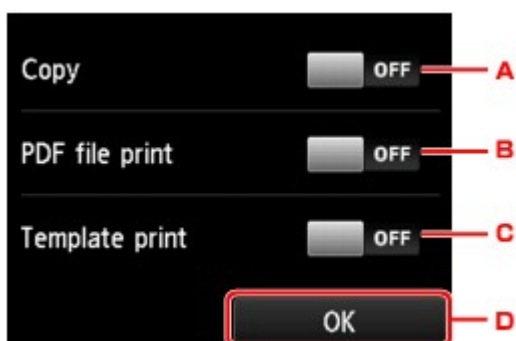 Copy OFF A
PDF file print OFF B
Template print OFF C
OK D